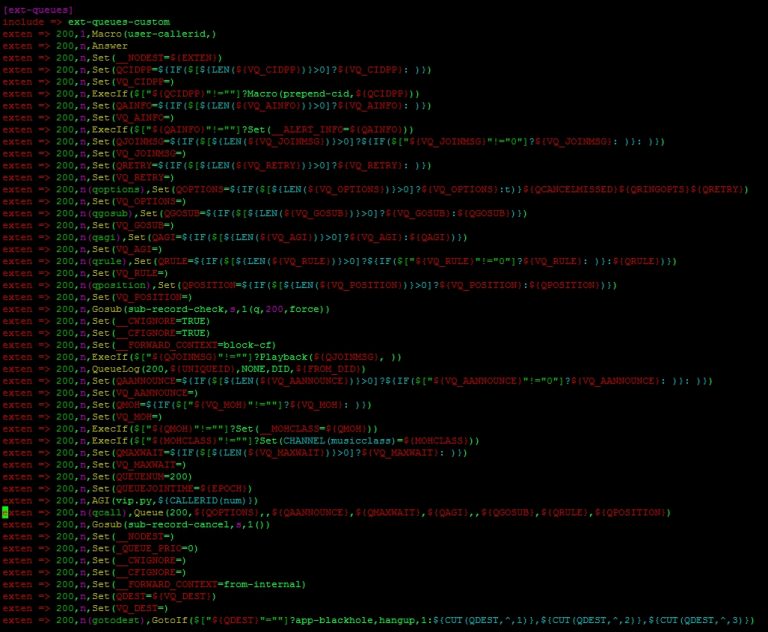 [ext-queues]
include => ext-queues-custom
exten => 200,1,Macro(user-callerid,)
exten => 200,n,Answer
exten => 200,n,Set(__NODEST=${EXTEN})
exten => 200,n,Set(QCIDPP=${IF($[${LEN(${VQ_CIDPP})}>0]?${VQ_CIDPP}: )})
exten => 200,n,Set(VQ_CIDPP=)
exten => 200,n,ExecIf($["${QCIDPP}"!=""]?Macro(prepend-cid,${QCIDPP}))
exten => 200,n,Set(QAINFO=${IF($[${LEN(${VQ_AINFO})}>0]?${VQ_AINFO}: )})
exten => 200,n,Set(VQ_AINFO=)
exten => 200,n,ExecIf($["${QAINFO}"!=""]?Set(__ALERT_INFO=${QAINFO}))
exten => 200,n,Set(QJOINMSG=${IF($[${LEN(${VQ_JOINMSG})}>0]?${IF($["${VQ_JOINMSG}"!="0"]?${VQ_JOINMSG}: )}: )})
exten => 200,n,Set(VQ_JOINMSG=)
exten => 200,n,Set(QRETRY=${IF($[${LEN(${VQ_RETRY})}>0]?${VQ_RETRY}: )})
exten => 200,n,Set(VQ_RETRY=)
exten => 200,n(qoptions),Set(QOPTIONS=${IF($[${LEN(${VQ_OPTIONS})}>0]?${VQ_OPTIONS}:t)}${QCANCELMISSED}${QRINGOPTS}${QRETRY})
exten => 200,n,Set(VQ_OPTIONS=)
exten => 200,n(qgosub),Set(QGOSUB=${IF($[${LEN(${VQ_GOSUB})}>0]?${VQ_GOSUB}:${QGOSUB})})
exten => 200,n,Set(VQ_GOSUB=)
exten => 200,n(qagi),Set(QAGI=${IF($[${LEN(${VQ_AGI})}>0]?${VQ_AGI}:${QAGI})})
exten => 200,n,Set(VQ_AGI=)
exten => 200,n(qrule),Set(QRULE=${IF($[${LEN(${VQ_RULE})}>0]?${IF($["${VQ_RULE}"!="0"]?${VQ_RULE}: )}:${QRULE})})
exten => 200,n,Set(VQ_RULE=)
exten => 200,n(qposition),Set(QPOSITION=${IF($[${LEN(${VQ_POSITION})}>0]?${VQ_POSITION}:${QPOSITION})})
exten => 200,n,Set(VQ_POSITION=)
exten => 200,n,Gosub(sub-record-check,s,1(q,200,force))
exten => 200,n,Set(__CWIGNORE=TRUE)
exten => 200,n,Set(__CFIGNORE=TRUE)
exten => 200,n,Set(__FORWARD_CONTEXT=block-cf)
exten => 200,n,ExecIf($["${QJOINMSG}"!=""]?Playback(${QJOINMSG}, ))
exten => 200,n,QueueLog(200,${UNIQUEID},NONE,DID,${FROM_DID})
exten => 200,n,Set(QAANNOUNCE=${IF($[${LEN(${VQ_AANNOUNCE})}>0]?${IF($["${VQ_AANNOUNCE}"!="0"]?${VQ_AANNOUNCE}: )}: )})
exten => 200,n,Set(VQ_AANNOUNCE=)
exten => 200,n,Set(QMOH=${IF($["${VQ_MOH}"!=""]?${VQ_MOH}: )})
exten => 200,n,Set(VQ_MOH=)
exten => 200,n,ExecIf($["${QMOH}"!=""]?Set(__MOHCLASS=${QMOH}))
exten => 200,n,ExecIf($["${MOHCLASS}"!=""]?Set(CHANNEL(musicclass)=${MOHCLASS}))
exten => 200,n,Set(QMAXWAIT=${IF($[${LEN(${VQ_MAXWAIT})}>0]?${VQ_MAXWAIT}: )})
exten => 200,n,Set(VQ_MAXWAIT=)
exten => 200,n,Set(QUEUENUM=200)
exten => 200,n,Set(QUEUEJOINTIME=${EPOCH})
exten => 200,n,AGI(vip.py,${CALLERID(num)})
exten => 200,n(qcall),Queue(200,${QOPTIONS},,${QAANNOUNCE},${QMAXWAIT},${QAGI},,${QGOSUB},${QRULE},${QPOSITION})
exten => 200,n,Gosub(sub-record-cancel,s,1())
exten => 200,n,Set(__NODEST=)
exten => 200,n,Set(_QUEUE_PRIO=0)
exten => 200,n,Set(__CWIGNORE=)
exten => 200,n,Set(__CFIGNORE=)
exten => 200,n,Set(__FORWARD_CONTEXT=from-internal)
exten => 200,n,Set(QDEST=${VQ_DEST})
exten => 200,n,Set(VQ_DEST=)
exten => 200,n(gotodest),GotoIf($["${QDEST}"=""]?app-blackhole,hangup,1:${CUT(QDEST,^,1)},${CUT(QDEST,^,2)},${CUT(QDEST,^,3)})